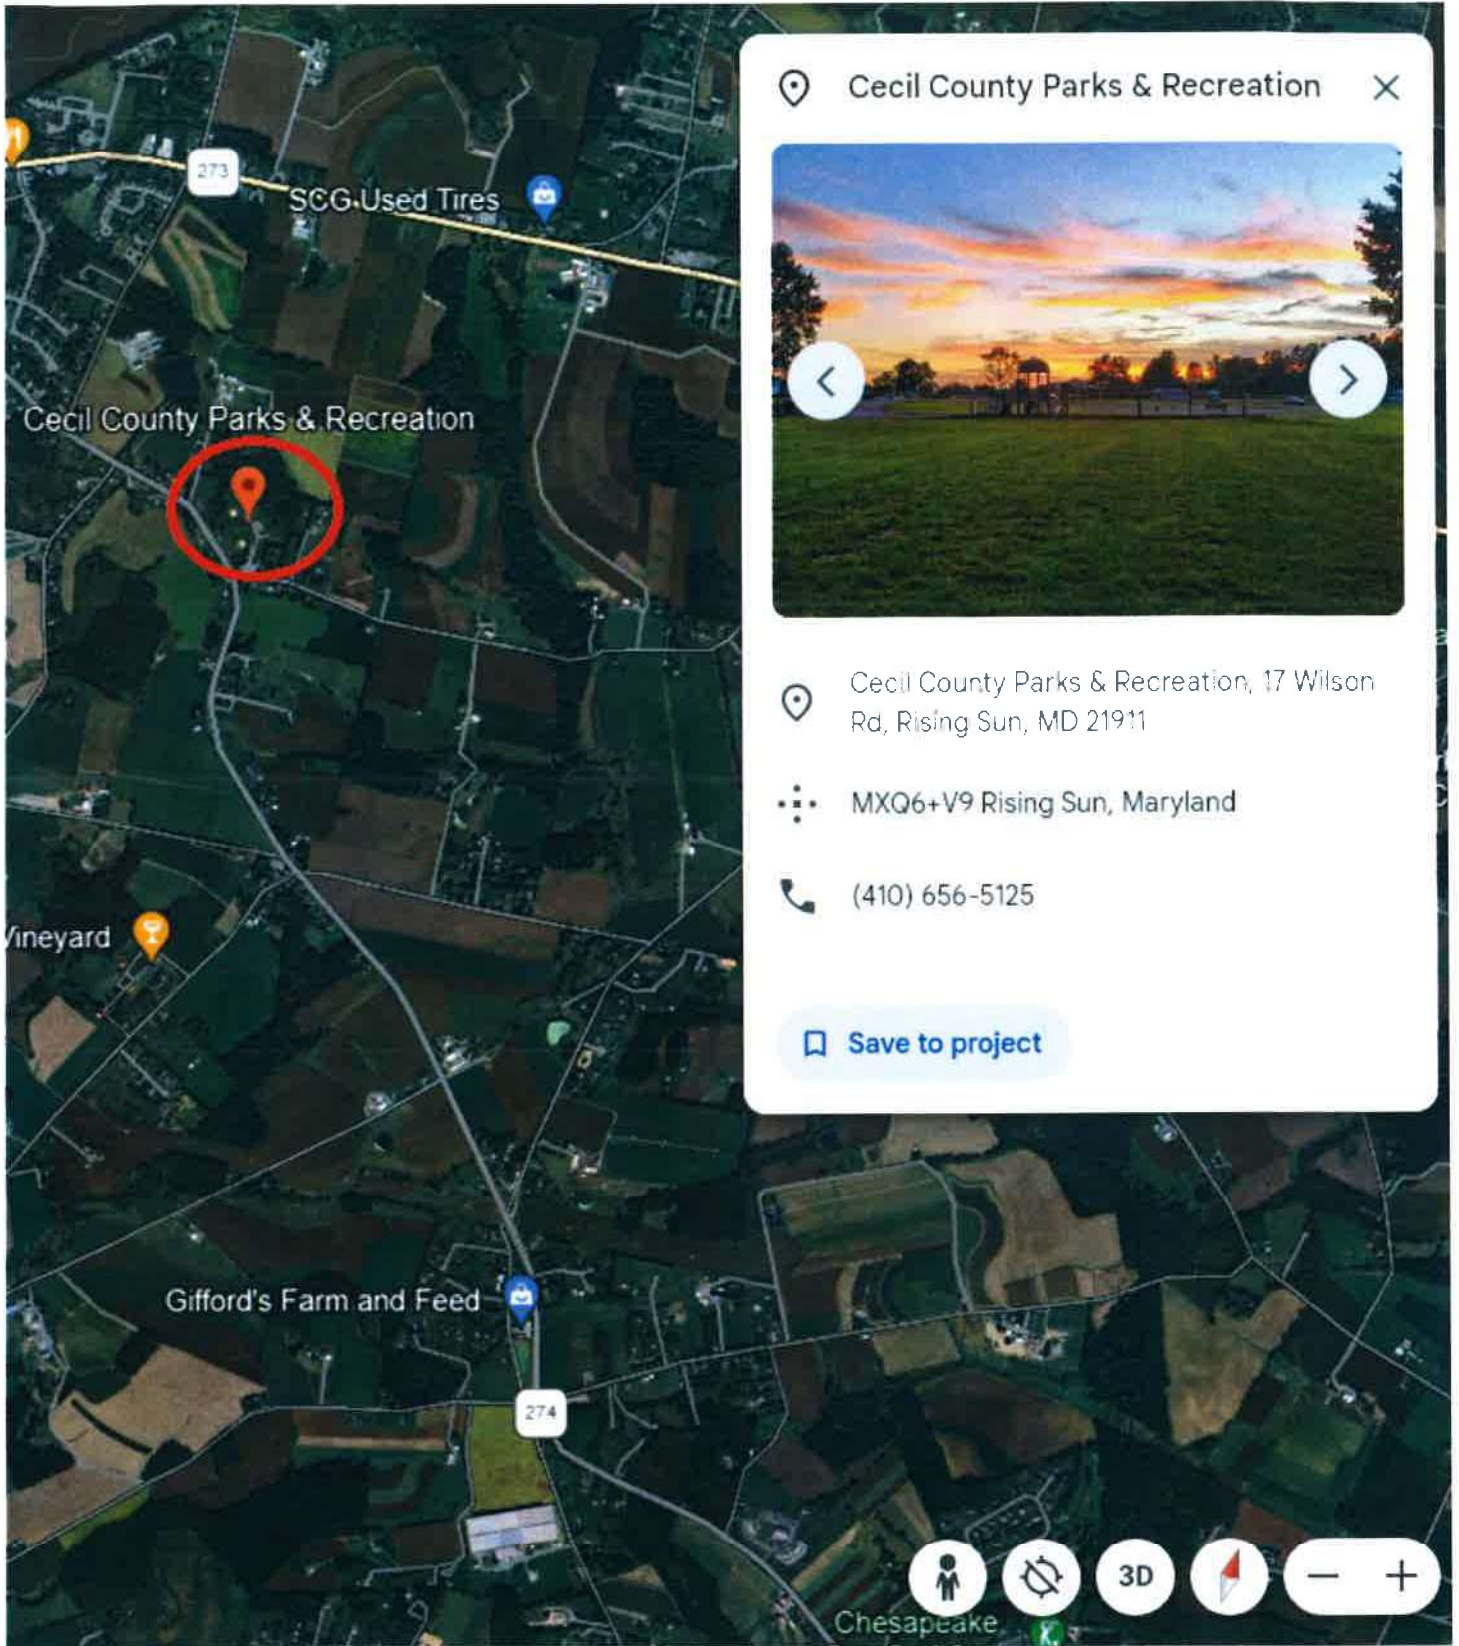 Cecil County Parks & Recreation
273
SCG Used Tires
Cecil County Parks & Recreation
Cecil County Parks & Recreation, 17 Wilson
Rd, Rising Sun, MD 21911
MXQ6+V9 Rising Sun, Maryland
(410) 656-5125
Vineyard
Save to project
Gifford's Farm and Feed
274
3D
Chesapeake